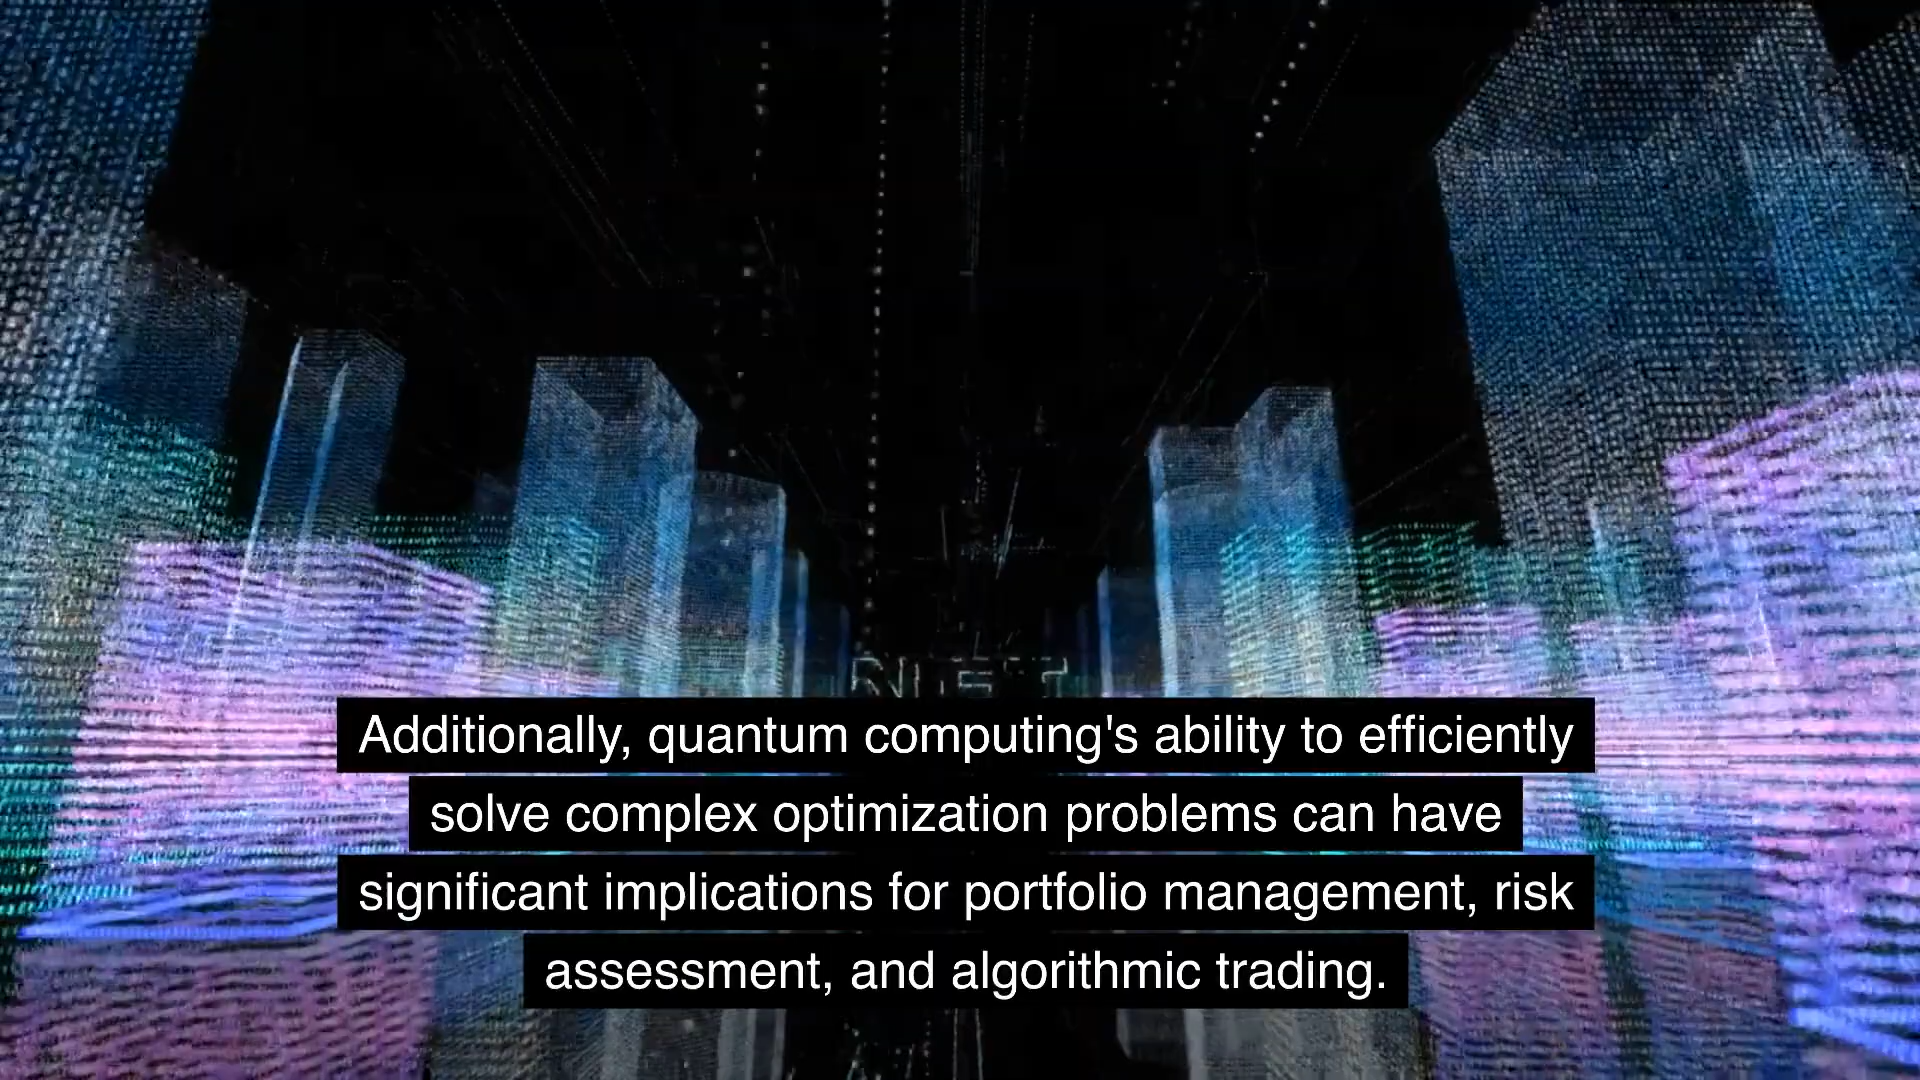 Additionally, quantum computing's ability to efficiently
solve complex optimization problems can have
significant implications for portfolio management, risk
assessment, and algorithmic trading.